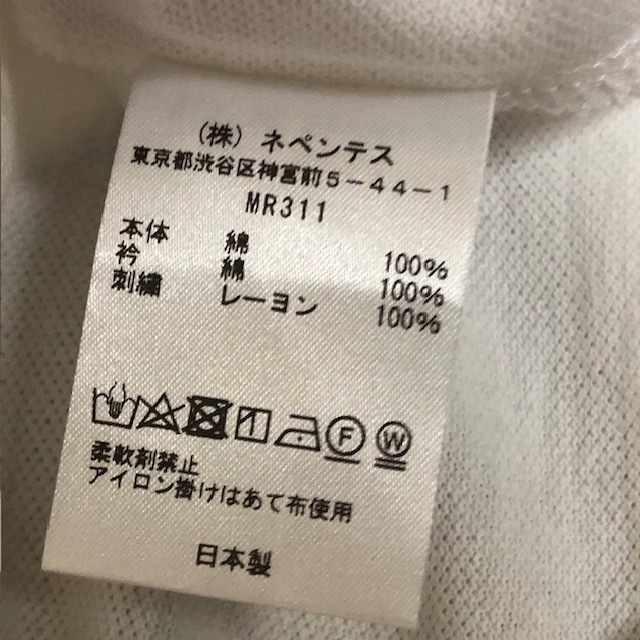 (株) ネペンテス
東京都渋谷区神宮前5-44-1
MR311
本体 綿 100%
衿 綿 100%
刺繍 レーヨン 100%
F W
柔軟剤禁止
アイロン掛けはあて布使用
日本製